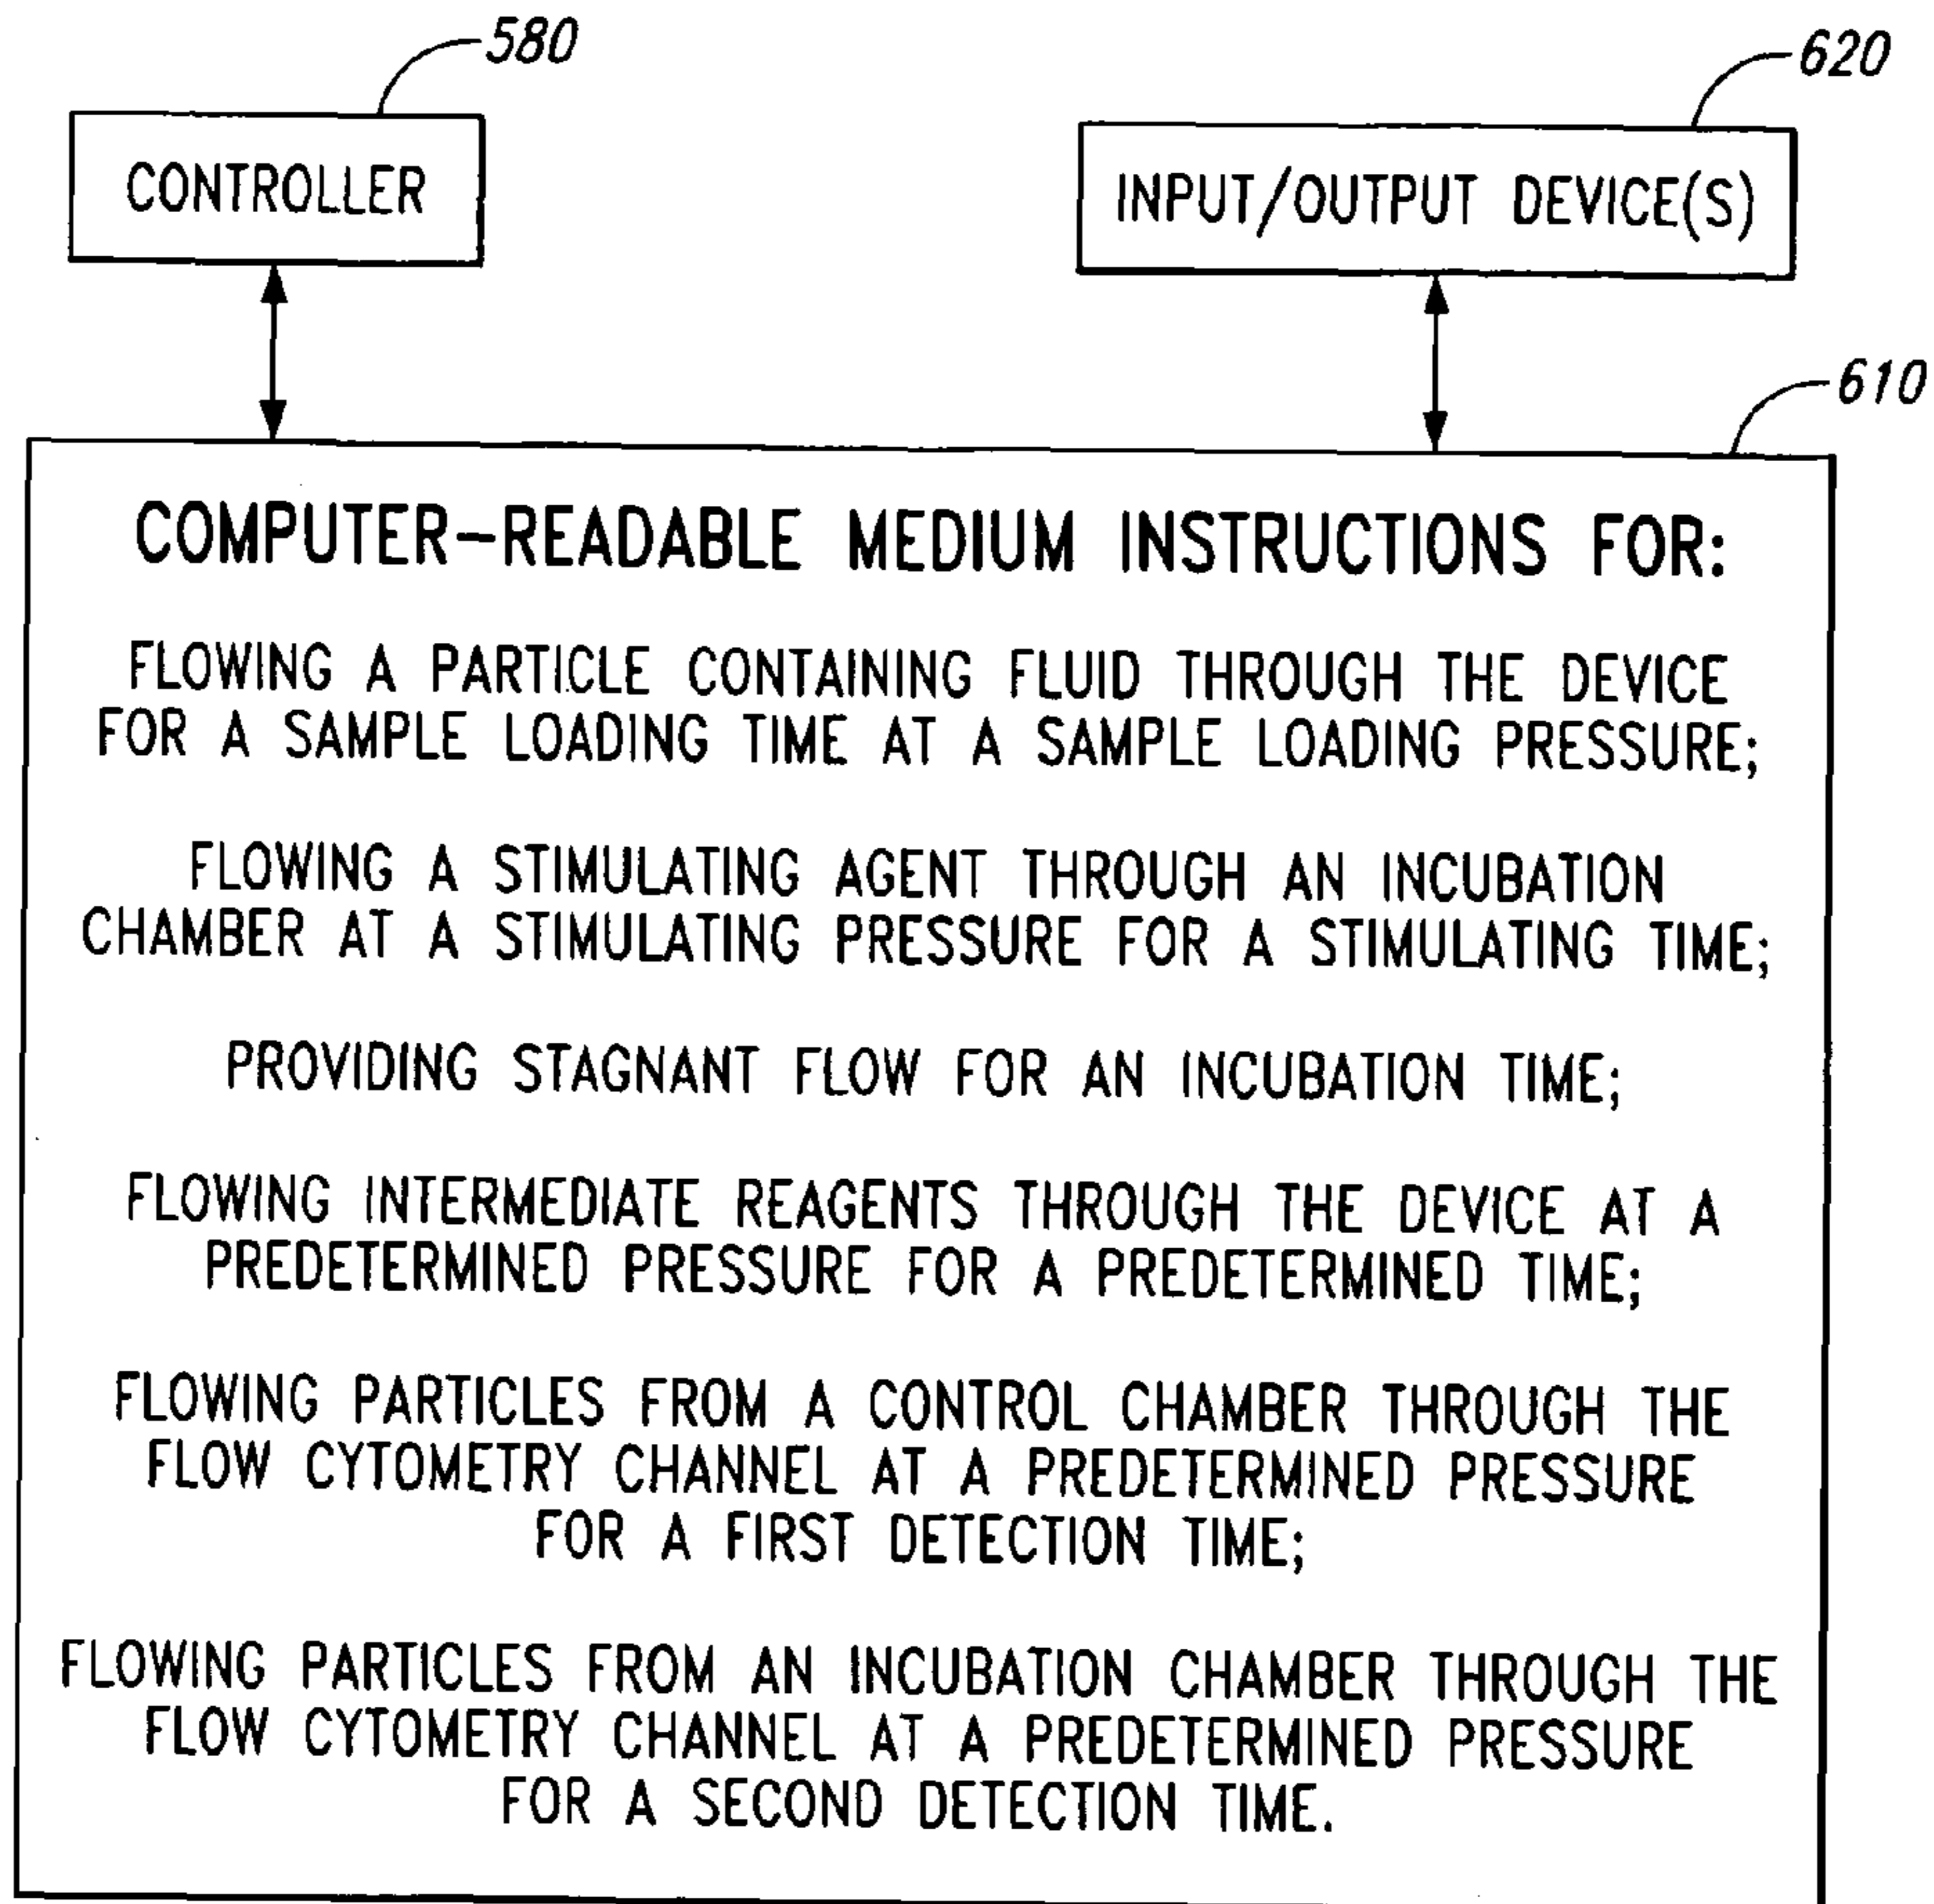 580
620
CONTROLLER
INPUT/OUTPUT DEVICE(S)
610
COMPUTER-READABLE MEDIUM INSTRUCTIONS FOR:
FLOWING A PARTICLE CONTAINING FLUID THROUGH THE DEVICE
FOR A SAMPLE LOADING TIME AT A SAMPLE LOADING PRESSURE;
FLOWING A STIMULATING AGENT THROUGH AN INCUBATION
CHAMBER AT A STIMULATING PRESSURE FOR A STIMULATING TIME;
PROVIDING STAGNANT FLOW FOR AN INCUBATION TIME;
FLOWING INTERMEDIATE REAGENTS THROUGH THE DEVICE AT A
PREDETERMINED PRESSURE FOR A PREDETERMINED TIME;
FLOWING PARTICLES FROM A CONTROL CHAMBER THROUGH THE
FLOW CYTOMETRY CHANNEL AT A PREDETERMINED PRESSURE
FOR A FIRST DETECTION TIME;
FLOWING PARTICLES FROM AN INCUBATION CHAMBER THROUGH THE
FLOW CYTOMETRY CHANNEL AT A PREDETERMINED PRESSURE
FOR A SECOND DETECTION TIME.